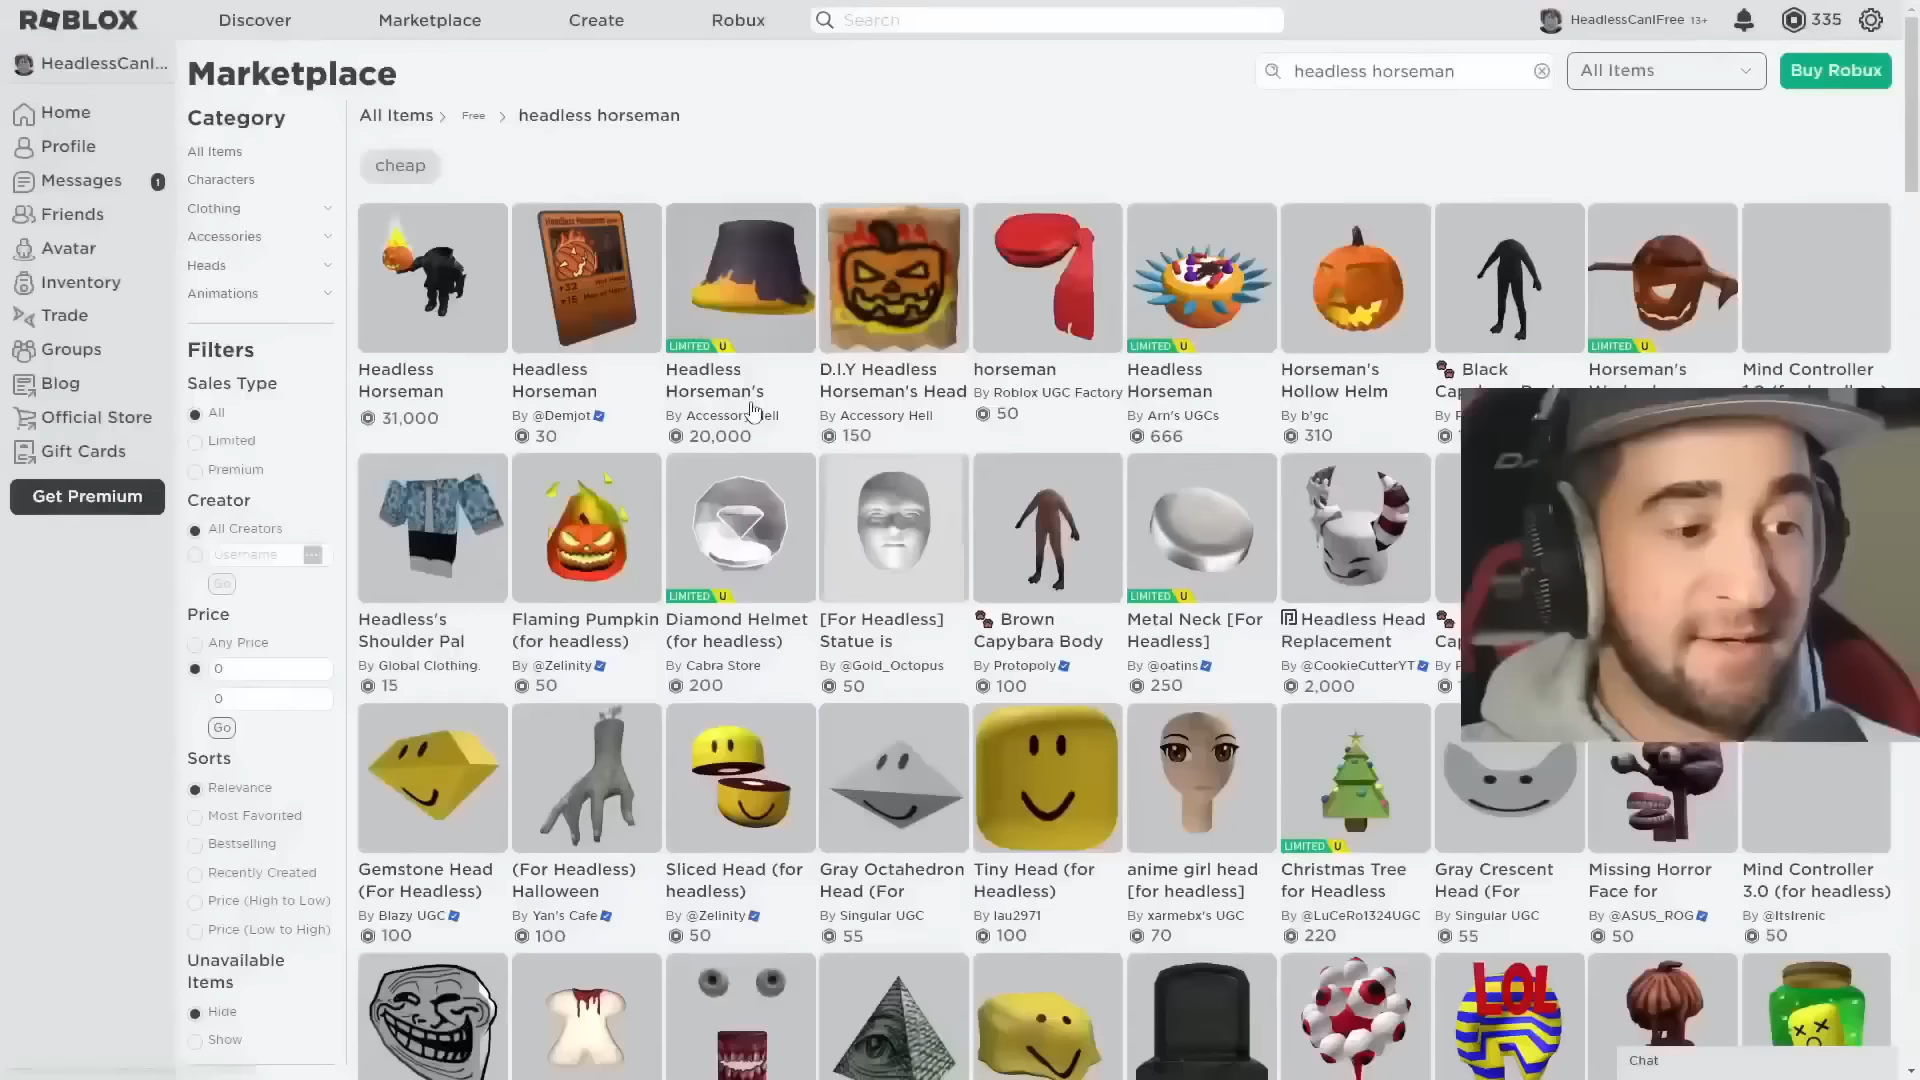 ROBLOX
Discover
Marketplace
Create
Robux
Search
HeadlessCanIFree 13+
335
HeadlessCanI...
Home
Profile
Messages
1
Friends
Avatar
Inventory
Trade
Groups
Blog
Official Store
Gift Cards
Get Premium
Marketplace
headless horseman
All Items
Buy Robux
Category
All Items
Characters
Clothing
Accessories
Heads
Animations
Filters
Sales Type
All
Limited
Premium
Creator
All Creators
Username
Go
Price
Any Price
0
0
Go
Sorts
Relevance
Most Favorited
Bestselling
Recently Created
Price (High to Low)
Price (Low to High)
Unavailable
Items
Hide
Show
All Items > Free > headless horseman
cheap
Headless
Horseman
31,000
Headless
Horseman
By @Demjot
30
LIMITED U
Headless
Horseman's
By Accessory Hell
20,000
D.I.Y Headless
Horseman's Head
By Accessory Hell
150
horseman
By Roblox UGC Factory
50
LIMITED U
Headless
Horseman
By Arn's UGCs
666
Horseman's
Hollow Helm
By b'gc
310
Black
LIMITED U
Horseman's
Mind Controller
Headless's
Shoulder Pal
By Global Clothing.
15
Flaming Pumpkin
(for headless)
By @Zelinity
50
LIMITED U
Diamond Helmet
(for headless)
By Cabra Store
200
[For Headless]
Statue is
By @Gold_Octopus
50
Brown
Capybara Body
By Protopoly
100
LIMITED U
Metal Neck [For
Headless]
By @oatins
250
Headless Head
Replacement
By @CookieCutterYT
2,000
Gemstone Head
(For Headless)
By Blazy UGC
100
(For Headless)
Halloween
By Yan's Cafe
100
Sliced Head (for
headless)
By @Zelinity
50
Gray Octahedron
Head (For
By Singular UGC
55
Tiny Head (for
Headless)
By lau2971
100
anime girl head
[for headless]
By xarmebx's UGC
70
LIMITED U
Christmas Tree
for Headless
By @LuCeRo1324UGC
220
Gray Crescent
Head (For
By Singular UGC
55
Missing Horror
Face for
By @ASUS_ROG
50
Mind Controller
3.0 (for headless)
By @ItsIrenic
50
LOL
Chat